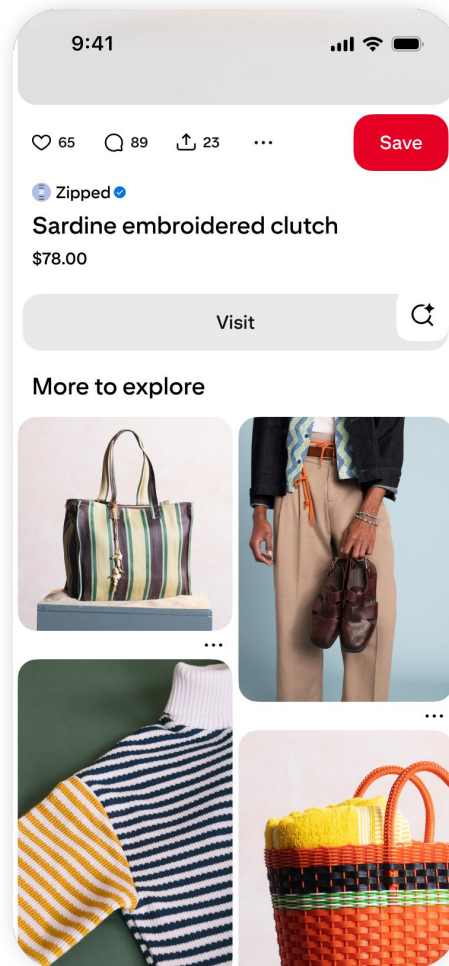 9:41
65 89 23 Save
Zipped
Sardine embroidered clutch
$78.00
Visit
More to explore